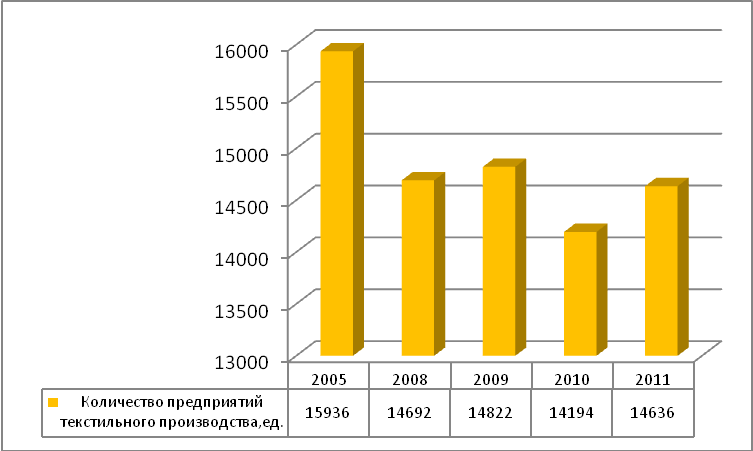 16000
15500
15000
14500
14000
13500
13000
2005 2008 2009 2010 2011
Количество предприятий
текстильного производства,ед.
15936 14692 14822 14194 14636